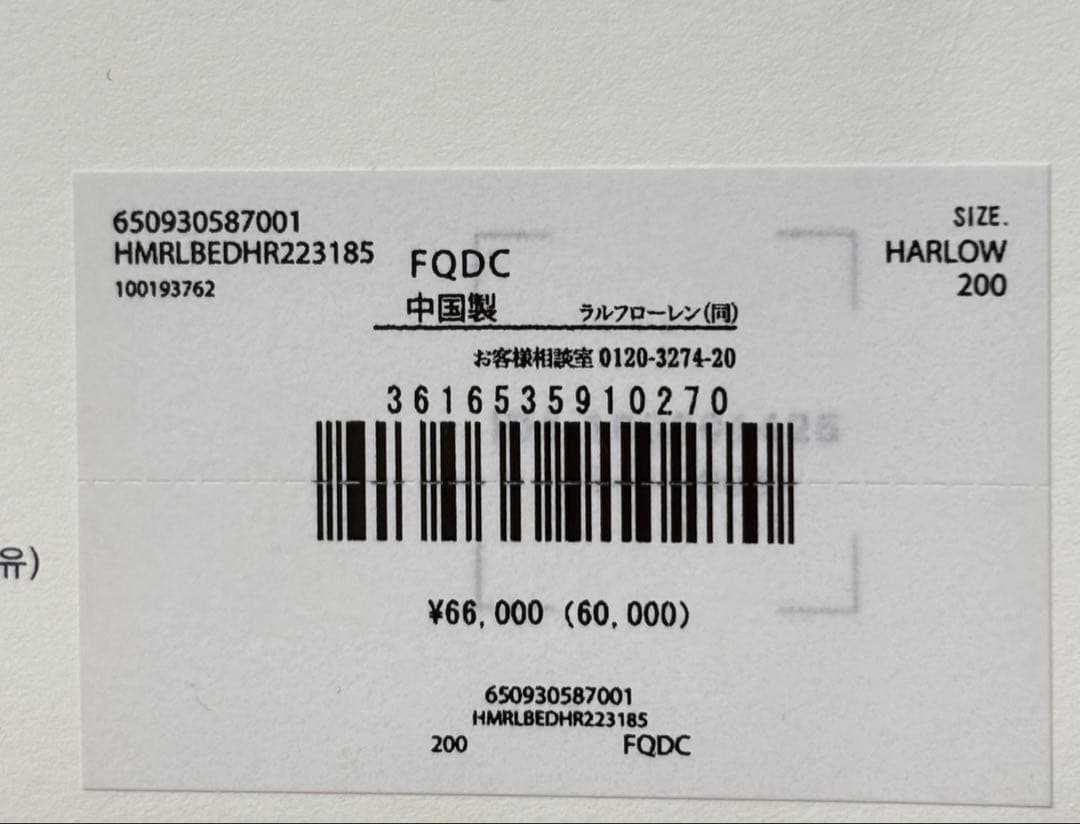 650930587001
HMRLBEDHR223185
100193762
FQDC
中国製
ラルフローレン(同)
お客様相談室 0120-3274-20
SIZE.
HARLOW
200
3616535910270
유)
¥66,000 (60,000)
650930587001
HMRLBEDHR223185
200 FQDC